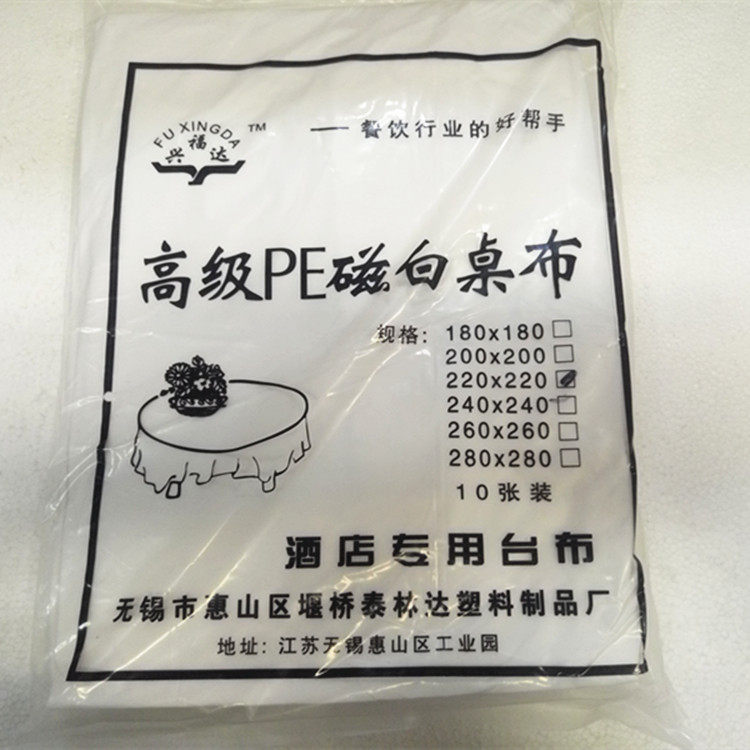 FU XINGDA TM
兴福达
——餐饮行业的好帮手
高级PE磁白桌布
规格：180x180□
200x200□
220x220☑
240x240□
260x260□
280x280□
10张装
酒店专用台布
无锡市惠山区堰桥泰林达塑料制品厂
地址：江苏无锡惠山区工业园